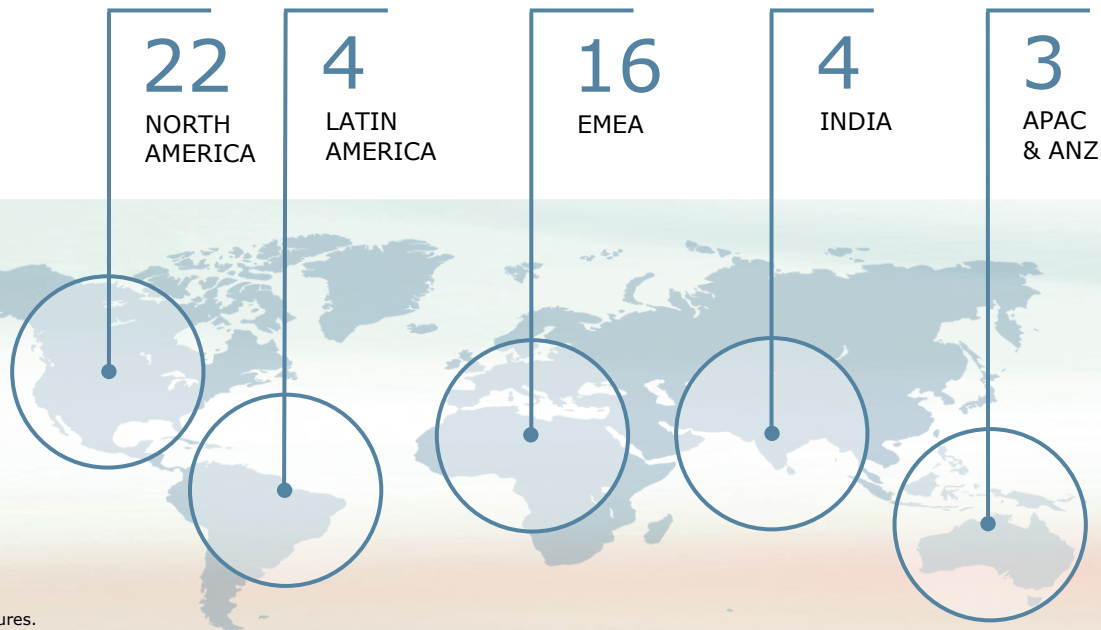 22
NORTH
AMERICA
4
LATIN
AMERICA
16
EMEA
4
INDIA
3
APAC
& ANZ